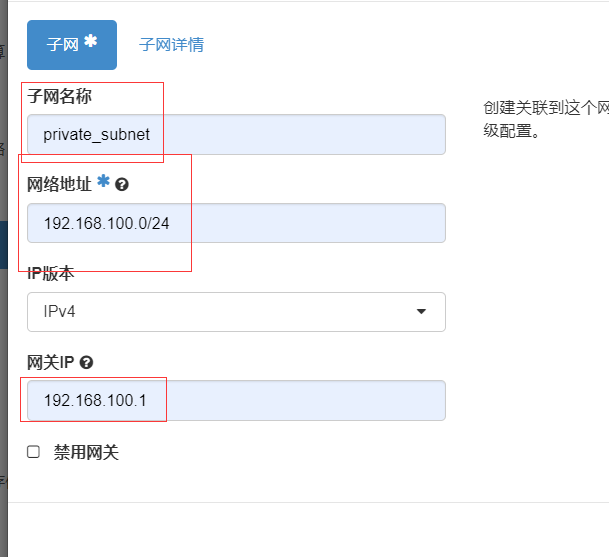 子网 * 子网详情
子网名称
private_subnet
创建关联到这个网
级配置。
网络地址 *
192.168.100.0/24
IP版本
IPv4
网关IP
192.168.100.1
禁用网关